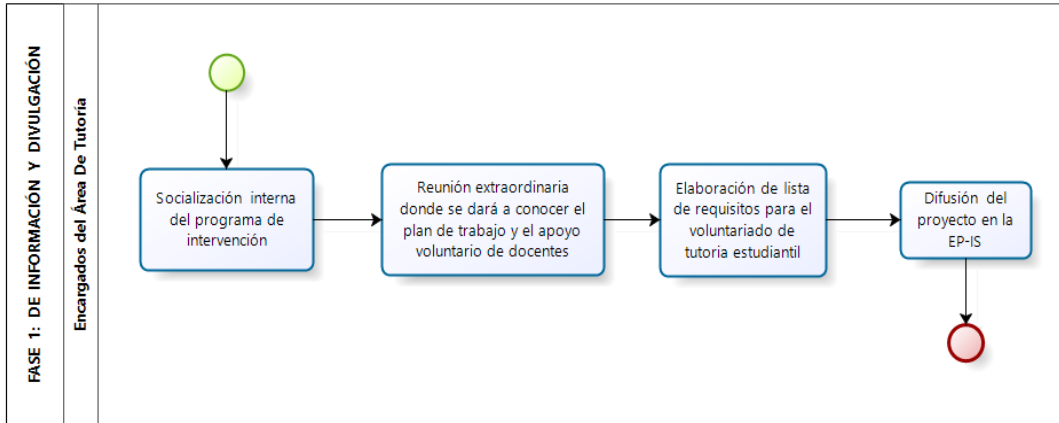 FASE 1: DE INFORMACIÓN Y DIVULGACIÓN
Encargados del Área De Tutoría
Socialización interna
del programa de
intervención
Reunión extraordinaria
donde se dará a conocer el
plan de trabajo y el apoyo
voluntario de docentes
Elaboración de lista
de requisitos para el
voluntariado de
tutoria estudiantil
Difusión del
proyecto en la
EP-IS